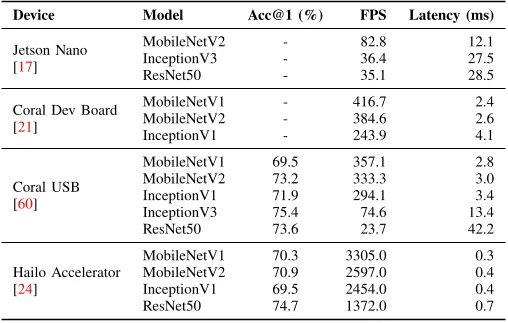 Device Model Acc@1 (%) FPS Latency (ms)
Jetson Nano [17]
MobileNetV2 - 82.8 12.1
InceptionV3 - 36.4 27.5
ResNet50 - 35.1 28.5
Coral Dev Board [21]
MobileNetV1 - 416.7 2.4
MobileNetV2 - 384.6 2.6
InceptionV1 - 243.9 4.1
Coral USB [60]
MobileNetV1 69.5 357.1 2.8
MobileNetV2 73.2 333.3 3.0
InceptionV1 71.9 294.1 3.4
InceptionV3 75.4 74.6 13.4
ResNet50 73.6 23.7 42.2
Hailo Accelerator [24]
MobileNetV1 70.3 3305.0 0.3
MobileNetV2 70.9 2597.0 0.4
InceptionV1 69.5 2454.0 0.4
ResNet50 74.7 1372.0 0.7